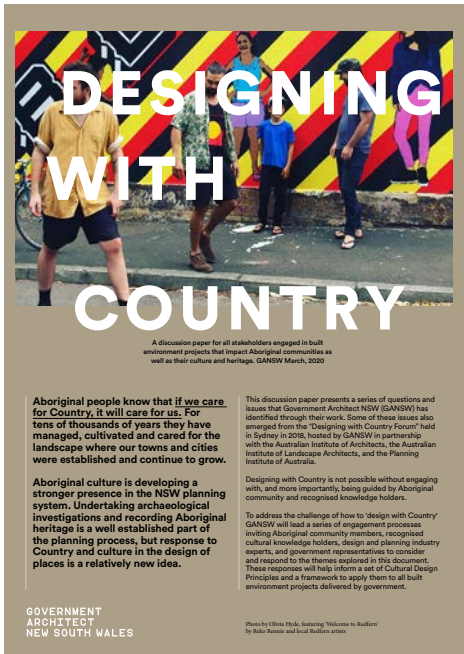 DESIGNING
WITH
COUNTRY
A discussion paper for all stakeholders engaged in built
environment projects that impact Aboriginal communities as
well as their culture and heritage. GANSW March, 2020
Aboriginal people know that if we care
for Country, it will care for us. For
tens of thousands of years they have
managed, cultivated and cared for the
landscape where our towns and cities
were established and continue to grow.
Aboriginal culture is developing a
stronger presence in the NSW planning
system. Undertaking archaeological
investigations and recording Aboriginal
heritage is a well established part of
the planning process, but response to
Country and culture in the design of
places is a relatively new idea.
This discussion paper presents a series of questions and
issues that Government Architect NSW (GANSW) has
identified through their work. Some of these issues also
emerged from the “Designing with Country Forum” held
in Sydney in 2018, hosted by GANSW in partnership
with the Australian Institute of Architects, the Australian
Institute of Landscape Architects, and the Planning
Institute of Australia.
Designing with Country is not possible without engaging
with, and more importantly, being guided by Aboriginal
community and recognised knowledge holders.
To address the challenge of how to ‘design with Country’
GANSW will lead a series of engagement processes
inviting Aboriginal community members, recognised
cultural knowledge holders, design and planning industry
experts, and government representatives to consider
and respond to the themes explored in this document.
These responses will help inform a set of Cultural Design
Principles and a framework to apply them to all built
environment projects delivered by government.
GOVERNMENT
ARCHITECT
NEW SOUTH WALES
Photo by Olivia Hyde, featuring ‘Welcome to Redfern’
by Reko Rennie and local Redfern artists